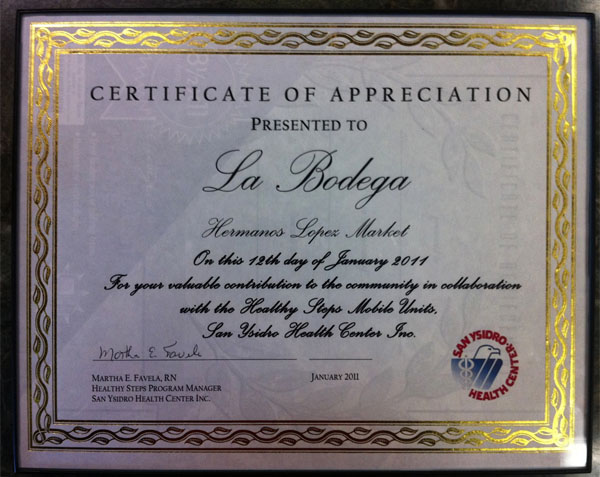 CERTIFICATE OF APPRECIATION
PRESENTED TO
La Bodega
Hermanos Lopez Market
On this 12th day of January 2011
For your valuable contribution to the community in collaboration
with the Healthy Steps Mobile Units,
San Ysidro Health Center Inc.
Martha E. Favela
MARTHA E. FAVELA, RN
HEALTHY STEPS PROGRAM MANAGER
SAN YSIDRO HEALTH CENTER INC.
JANUARY 2011
SAN YSIDRO
HEALTH CENTER